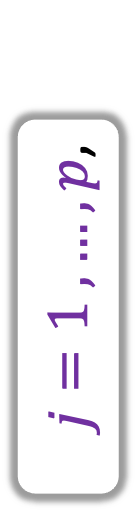 j = 1 , … , p,